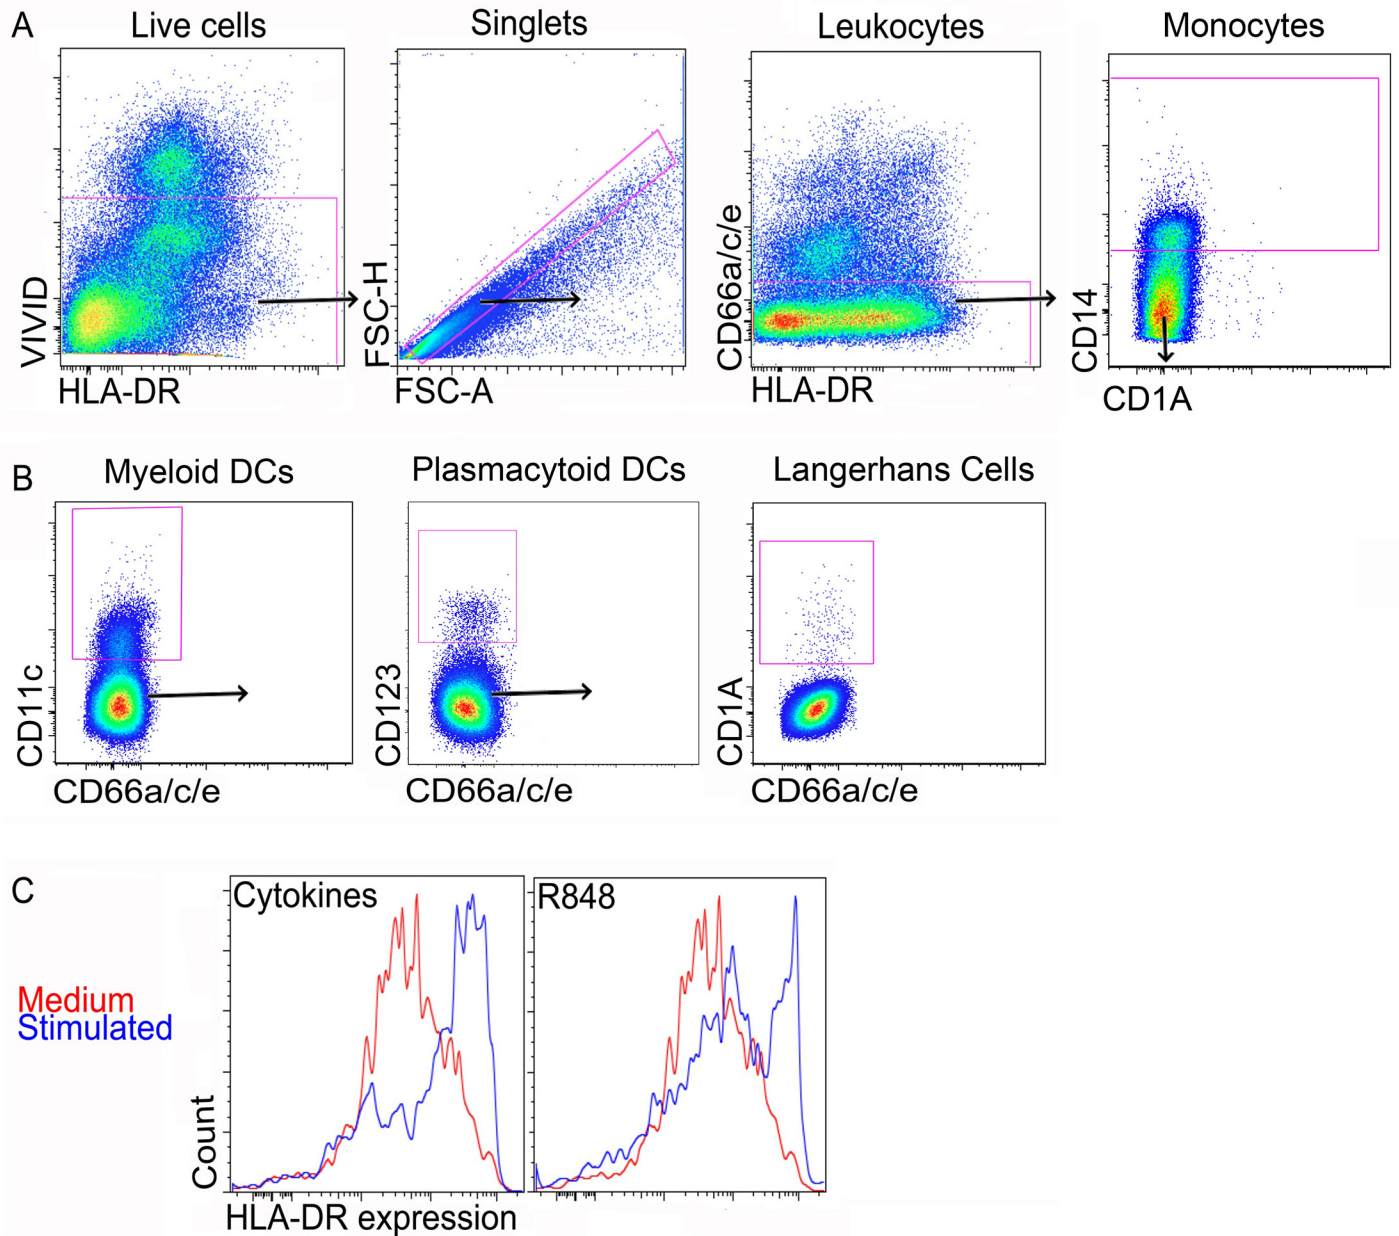 A
Live cells
Singlets
Leukocytes
Monocytes
VIVID
FSC-H
CD66a/c/e
CD14
HLA-DR
FSC-A
HLA-DR
CD1A
B
Myeloid DCs
Plasmacytoid DCs
Langerhans Cells
CD11c
CD123
CD1A
CD66a/c/e
CD66a/c/e
CD66a/c/e
C
Cytokines
R848
Medium
Stimulated
Count
HLA-DR expression